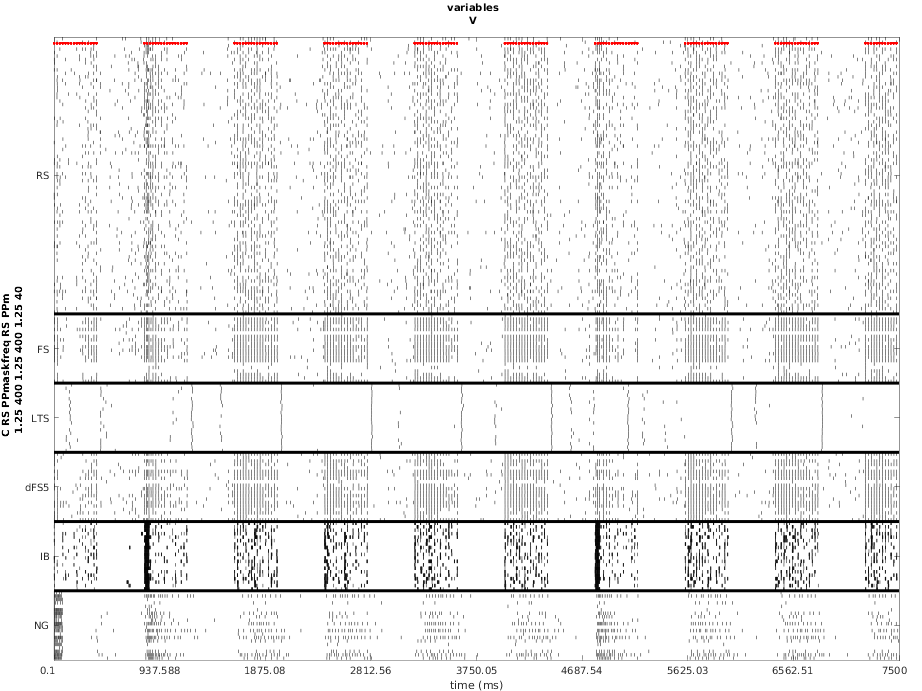 variables
V
C RS PPmaskfreq RS PPm
1.25 400 1.25 400 1.25 40
RS
FS
LTS
dFS5
IB
NG
0.1 937.588 1875.08 2812.56 3750.05 4687.54 5625.03 6562.51 7500
time (ms)